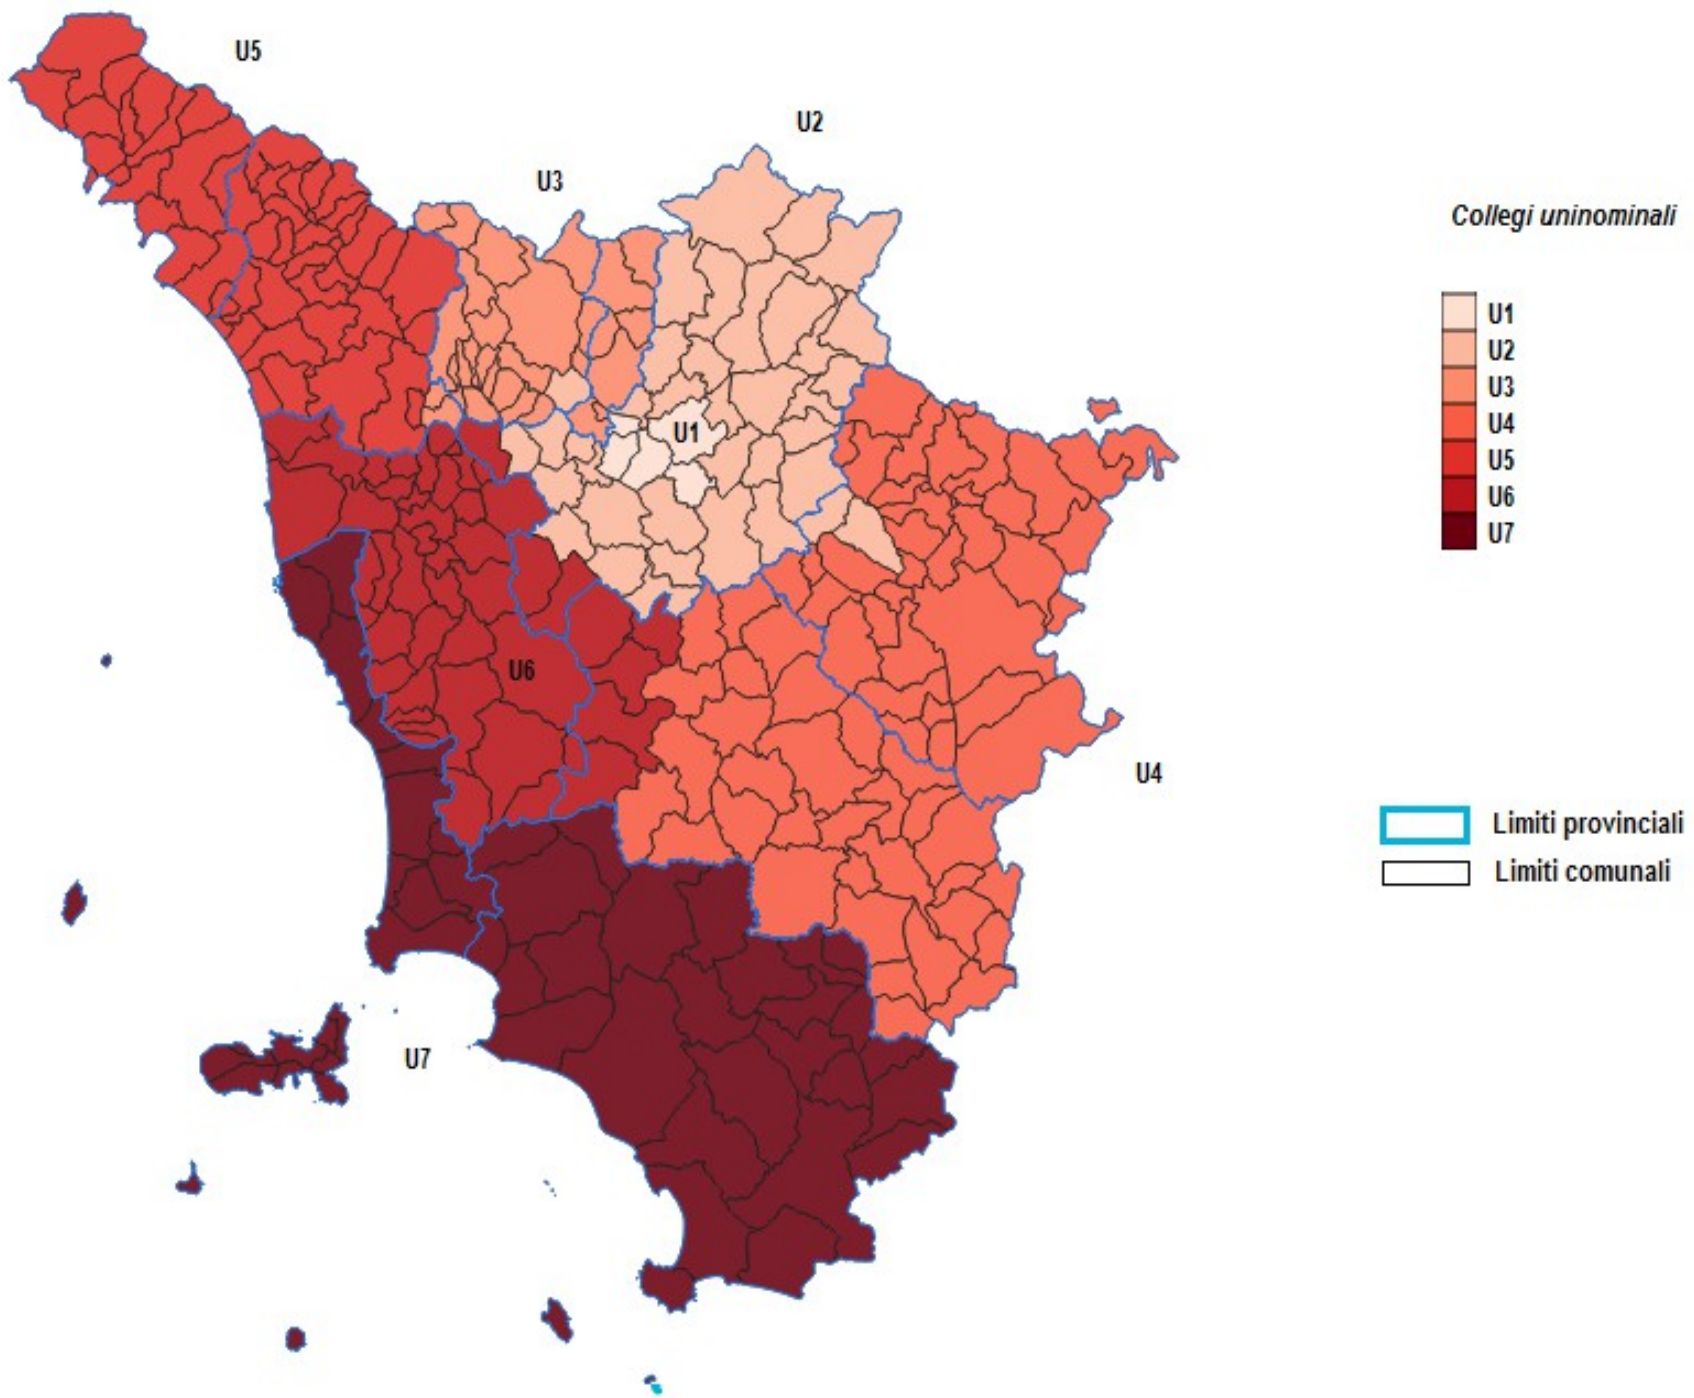 U5
U2
U3
Collegi uninominali
U1
U2
U3
U1
U4
U5
U6
U7
U6
U4
Limiti provinciali
Limiti comunali
U7